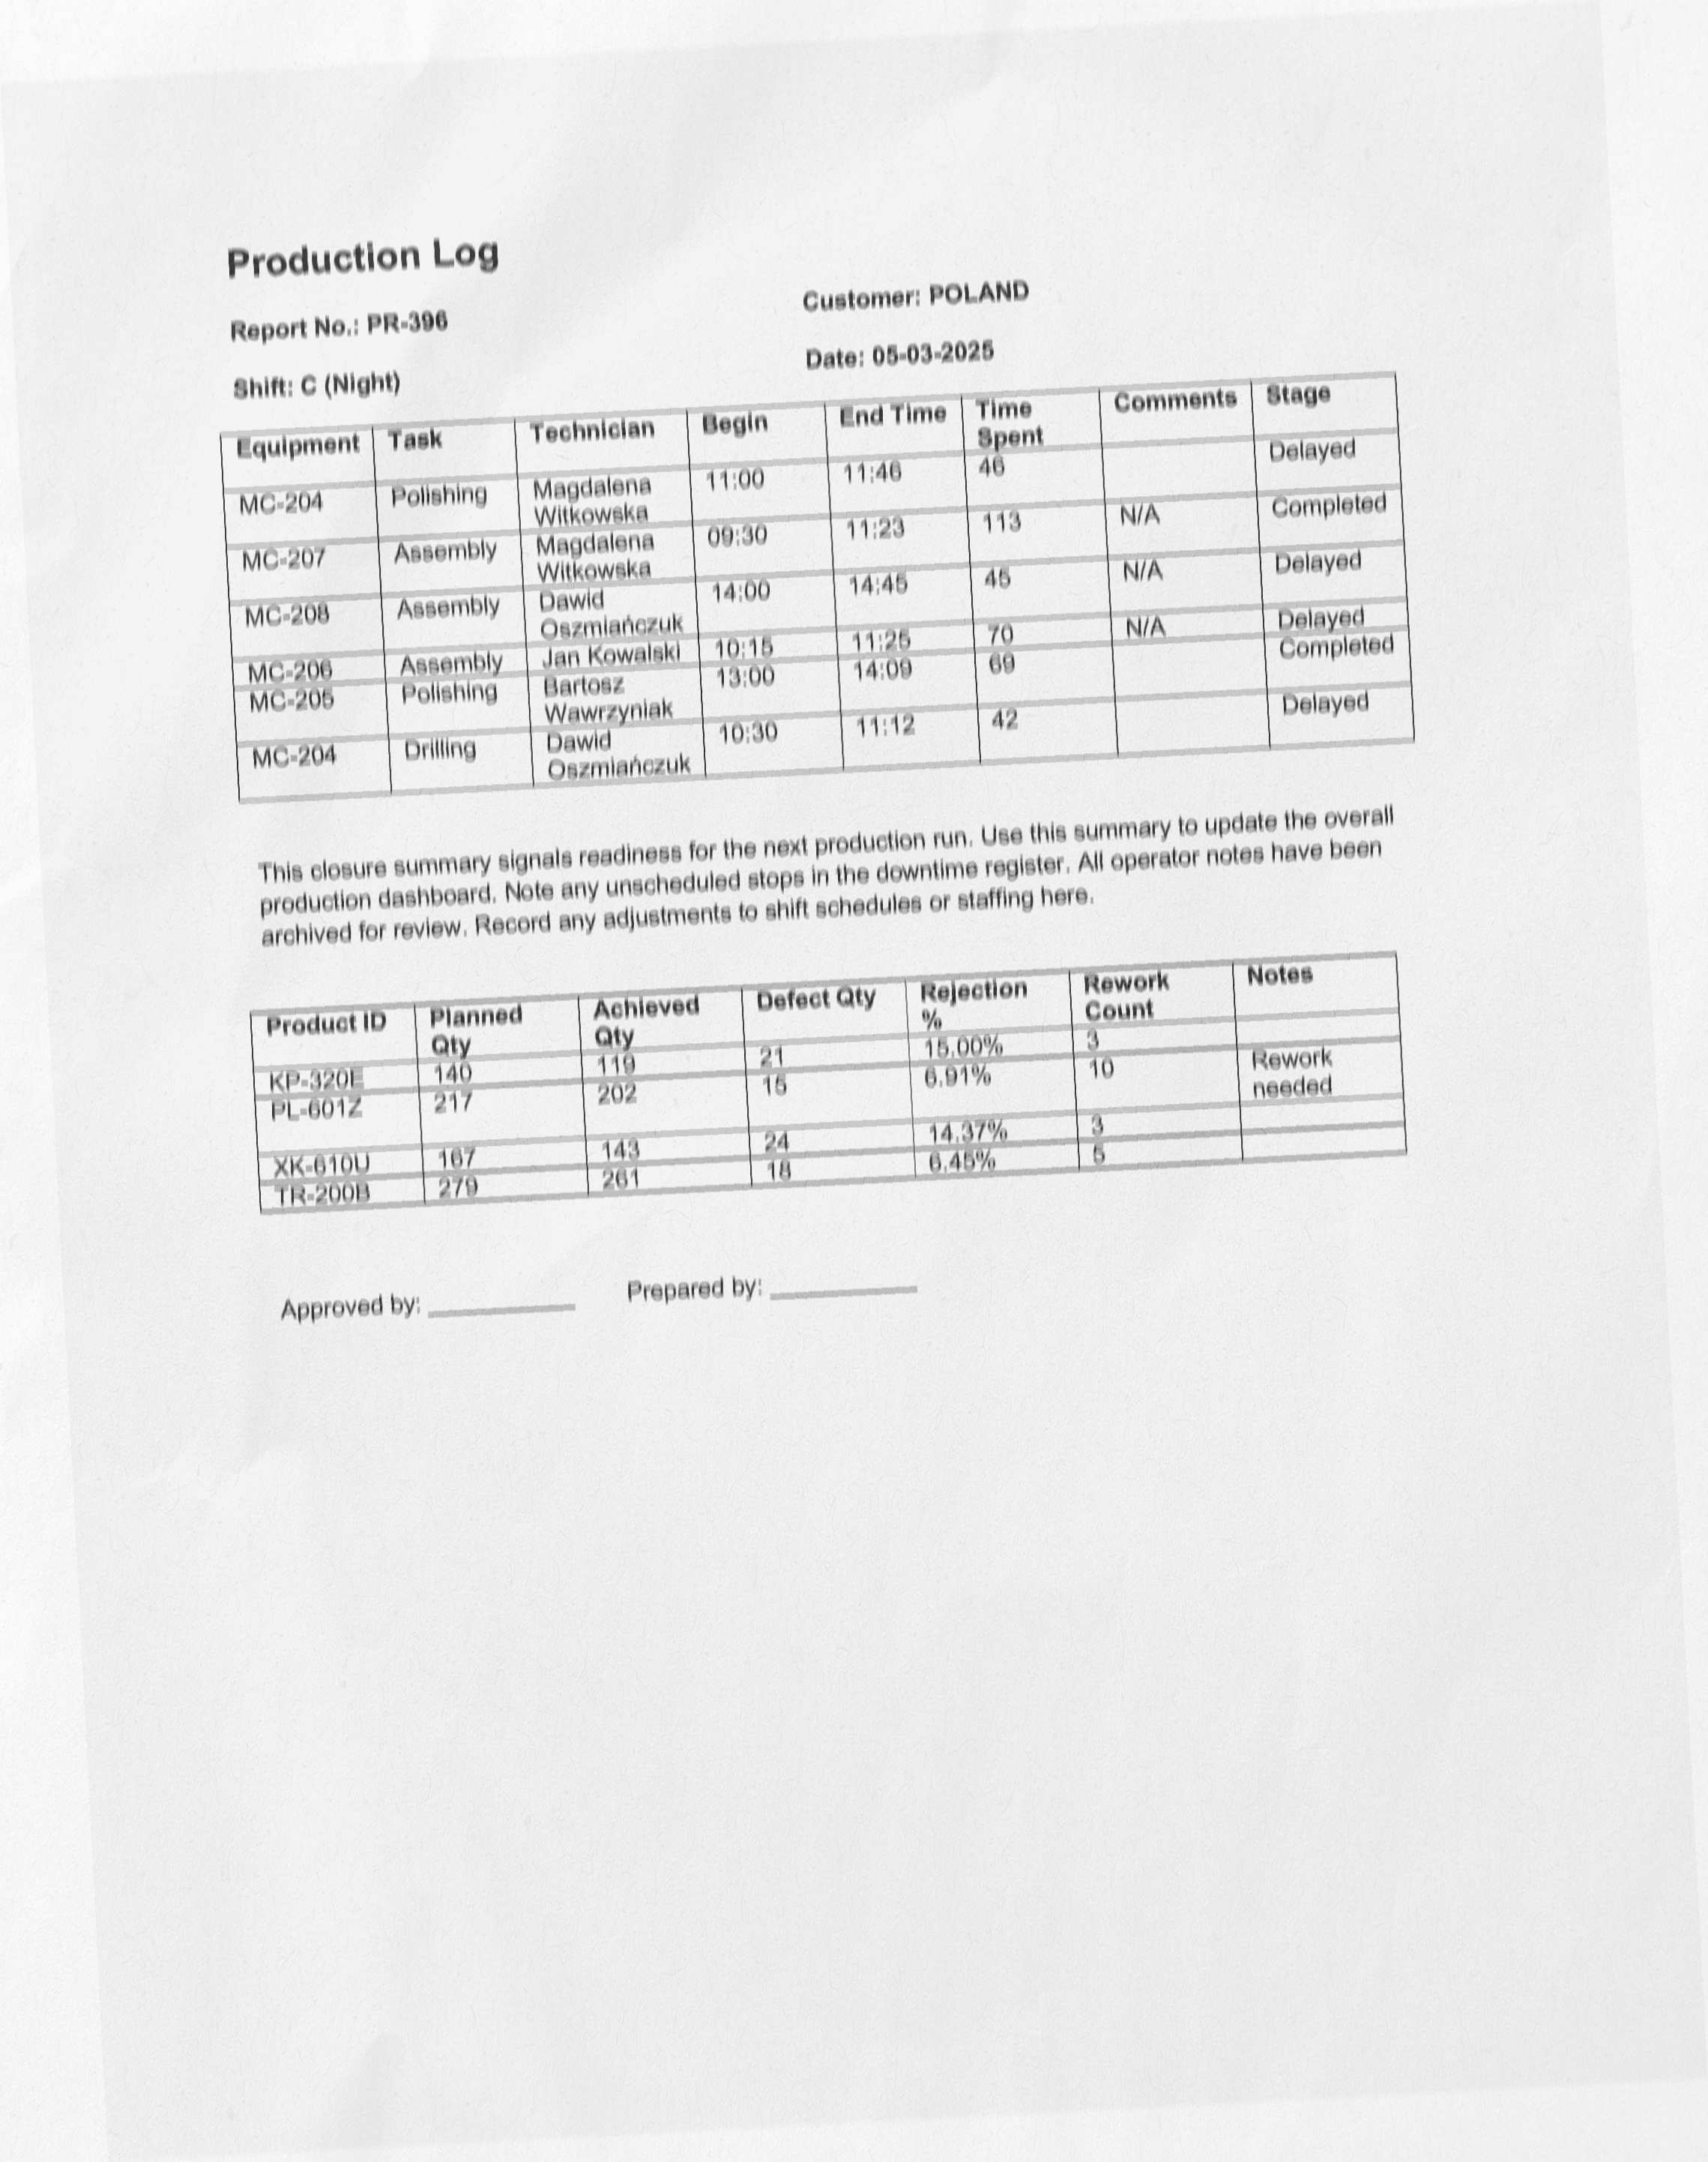 Production Log
Report No.: PR-396
Customer: POLAND
Shift: C (Night)
Date: 05-03-2025
Equipment Task Technician Begin End Time Time Spent Comments Stage
MC-204 Polishing Magdalena Witkowska 11:00 11:46 46 Delayed
MC-207 Assembly Magdalena Witkowska 09:30 11:23 113 N/A Completed
MC-208 Assembly Dawid Oszmiańczuk 14:00 14:45 45 N/A Delayed
MC-206 Assembly Jan Kowalski 10:15 11:25 70 N/A Delayed
MC-205 Polishing Bartosz Wawrzyniak 13:00 14:09 69 Completed
MC-204 Drilling Dawid Oszmiańczuk 10:30 11:12 42 Delayed
This closure summary signals readiness for the next production run. Use this summary to update the overall
production dashboard. Note any unscheduled stops in the downtime register. All operator notes have been
archived for review. Record any adjustments to shift schedules or staffing here.
Product ID Planned Qty Achieved Qty Defect Qty Rejection % Rework Count Notes
KP-320E 140 119 21 15.00% 3
PL-601Z 217 202 15 6.91% 10 Rework needed
XK-610U 167 143 24 14.37% 3
TR-200B 279 261 18 6.45% 5
Approved by: Prepared by: